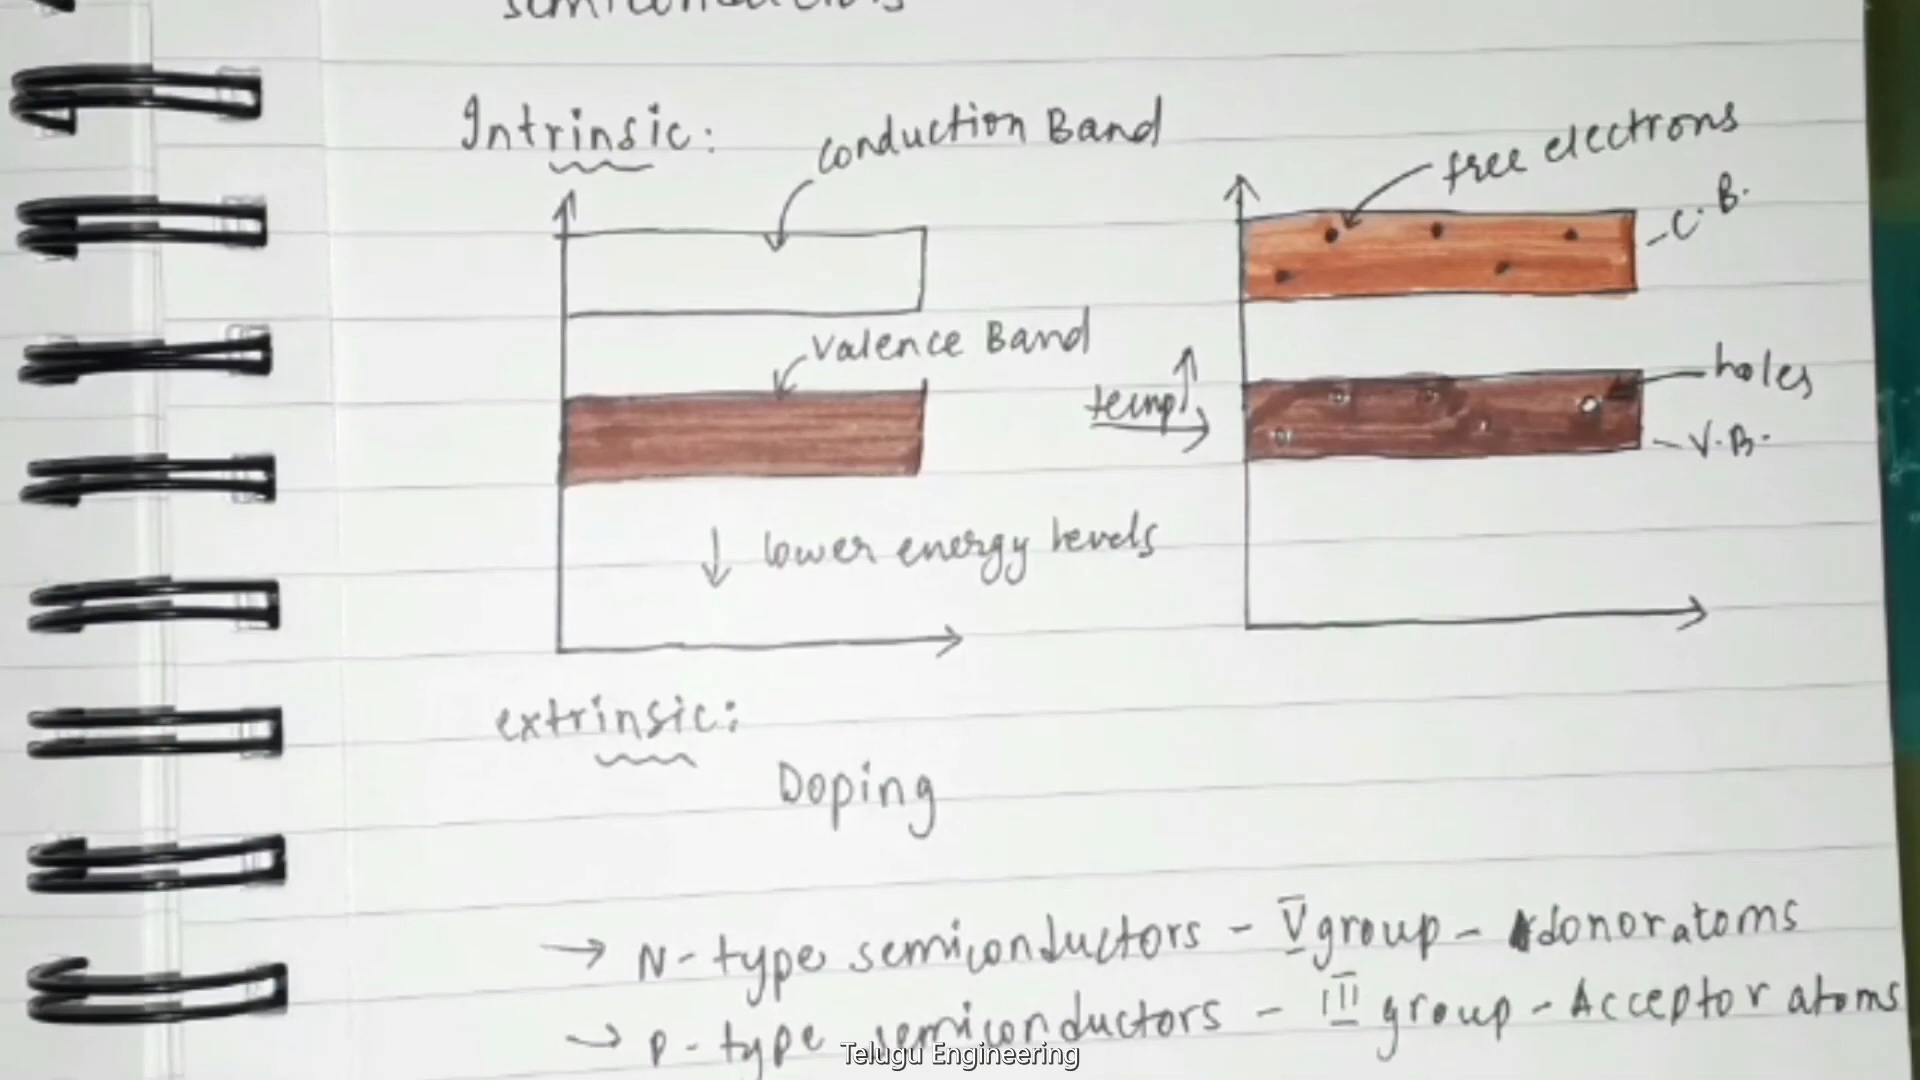 semiconductors
Intrinsic:
conduction Band
free electrons
C.B.
Valence Band
temp
holes
V.B.
lower energy levels
extrinsic:
Doping
→ N-type semiconductors - V group - donor atoms
→ p-type semiconductors - III group - Acceptor atoms
Telugu Engineering